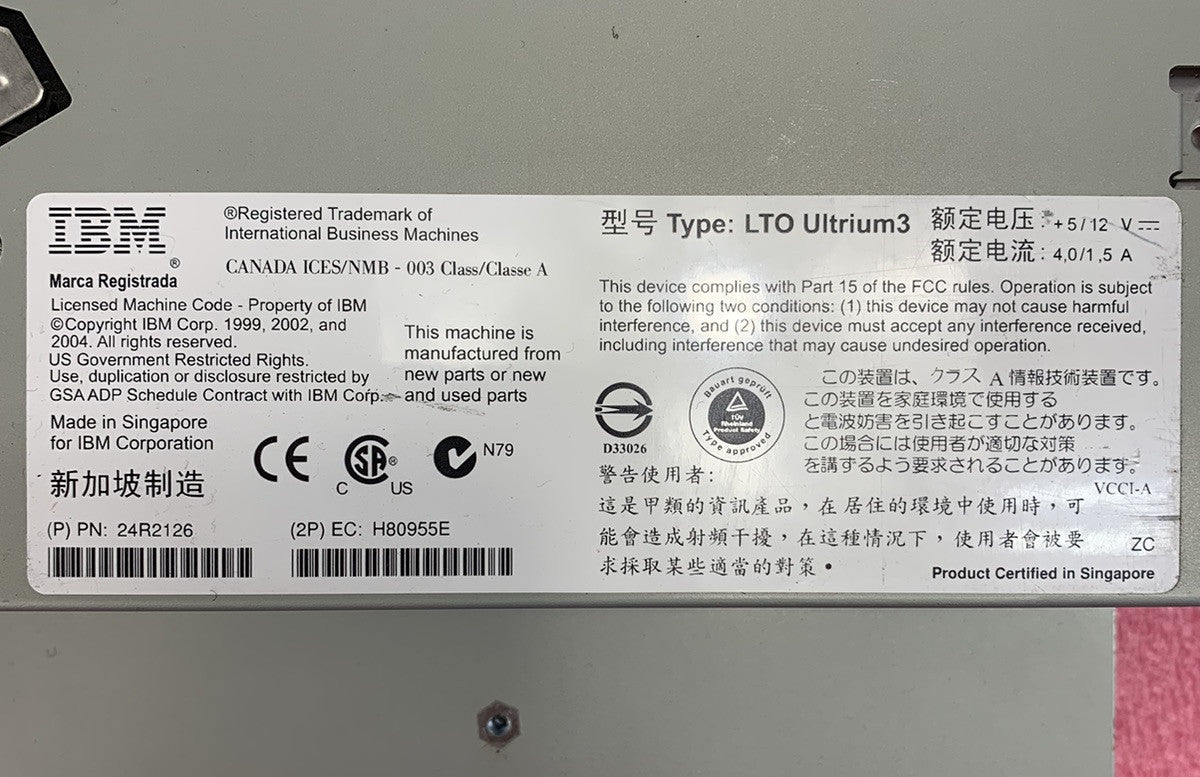 IBM
®
Marca Registrada
®Registered Trademark of
International Business Machines
CANADA ICES/NMB - 003 Class/Classe A
Licensed Machine Code - Property of IBM
©Copyright IBM Corp. 1999, 2002, and
2004. All rights reserved.
US Government Restricted Rights.
Use, duplication or disclosure restricted by
GSA ADP Schedule Contract with IBM Corp.
This machine is
manufactured from
new parts or new
and used parts
Made in Singapore
for IBM Corporation
新加坡制造
CE
C SA ® US
N79
(P) PN: 24R2126
(2P) EC: H80955E
型号 Type: LTO Ultrium3
额定电压: +5/12 V
额定电流: 4,0/1,5 A
This device complies with Part 15 of the FCC rules. Operation is subject
to the following two conditions: (1) this device may not cause harmful
interference, and (2) this device must accept any interference received,
including interference that may cause undesired operation.
D33026
Bauart geprüft
TÜV
Rheinland
Product Safety
Type approved
この装置は、クラス A 情報技術装置です。
この装置を家庭環境で使用する
と電波妨害を引き起こすことがあります。
この場合には使用者が適切な対策
を講ずるよう要求されることがあります。
VCCI-A
警告使用者:
這是甲類的資訊產品，在居住的環境中使用時，可
能會造成射頻干擾，在這種情況下，使用者會被要
求採取某些適當的對策•
ZC
Product Certified in Singapore